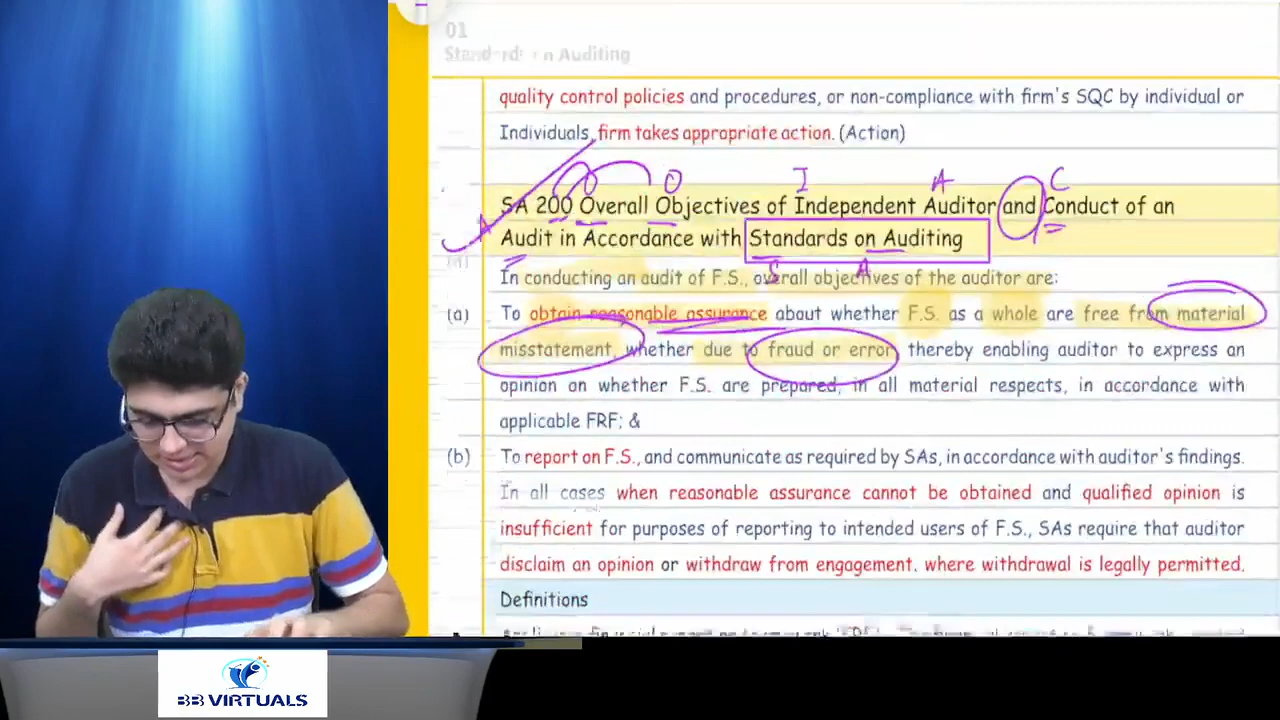 01
Standards on Auditing
quality control policies and procedures, or non-compliance with firm's SQC by individual or
Individuals, firm takes appropriate action. (Action)
O I A C
SA 200 Overall Objectives of Independent Auditor and Conduct of an
A
Audit in Accordance with Standards on Auditing
S A
In conducting an audit of F.S., overall objectives of the auditor are:
(a) To obtain reasonable assurance about whether F.S. as a whole are free from material
misstatement, whether due to fraud or error, thereby enabling auditor to express an
opinion on whether F.S. are prepared, in all material respects, in accordance with
applicable FRF; &
(b) To report on F.S., and communicate as required by SAs, in accordance with auditor's findings.
In all cases when reasonable assurance cannot be obtained and qualified opinion is
insufficient for purposes of reporting to intended users of F.S., SAs require that auditor
disclaim an opinion or withdraw from engagement. where withdrawal is legally permitted.
Definitions
BB VIRTUALS